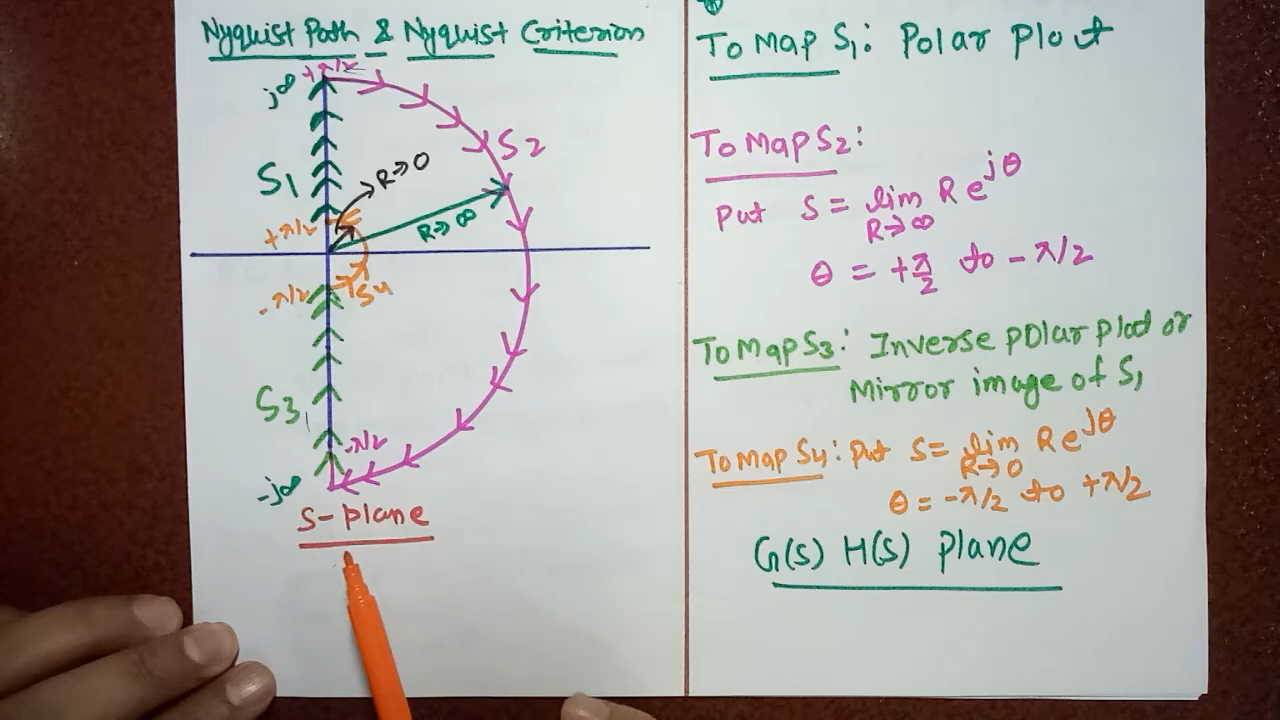 Nyquist Path & Nyquist Criterion
+π/2
j∞
S2
S1
R→0
+π/2
R→∞
-π/2
S4
S3
-π/2
-j∞
S-plane
To Map S1: Polar Plot
To Map S2:
Put S = lim R e^jθ
R→∞
θ = +π/2 to -π/2
To Map S3: Inverse polar plot or
Mirror image of S1
To Map S4: Put S= lim R e^jθ
R→0
θ = -π/2 to +π/2
G(s) H(s) plane